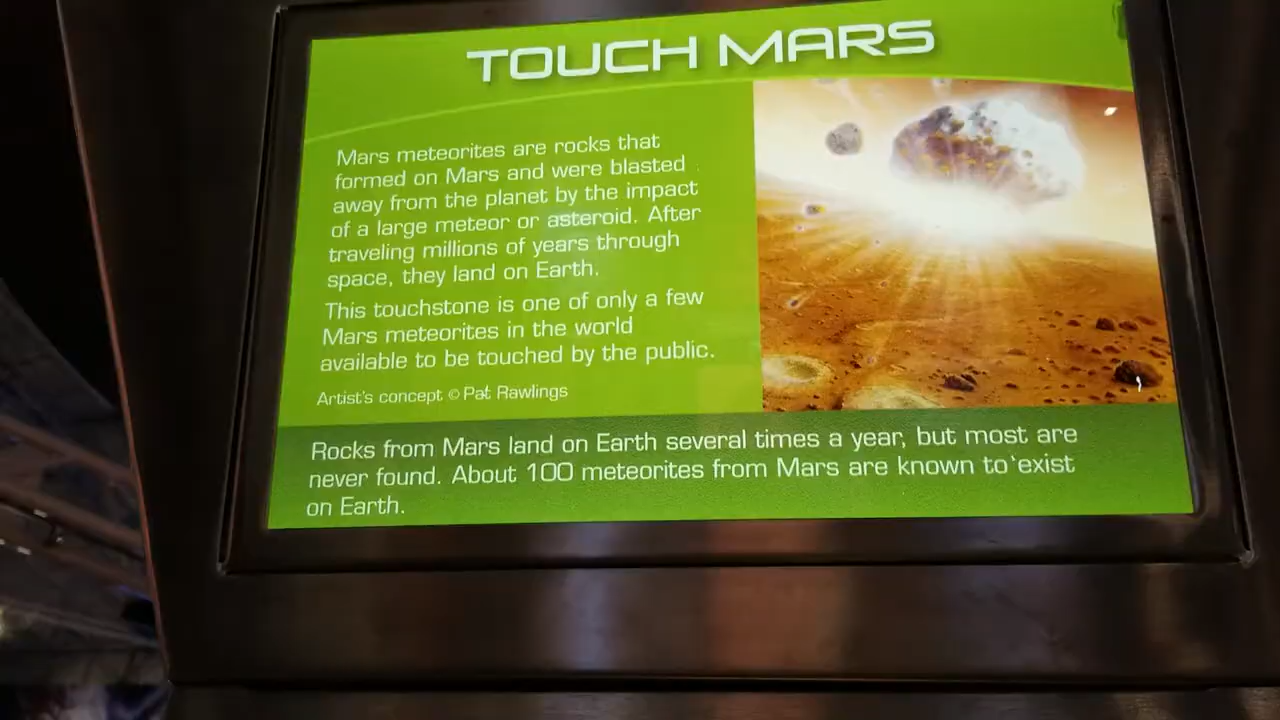 TOUCH MARS
Mars meteorites are rocks that
formed on Mars and were blasted
away from the planet by the impact
of a large meteor or asteroid. After
traveling millions of years through
space, they land on Earth.
This touchstone is one of only a few
Mars meteorites in the world
available to be touched by the public.
Artist's concept © Pat Rawlings
Rocks from Mars land on Earth several times a year, but most are
never found. About 100 meteorites from Mars are known to exist
on Earth.